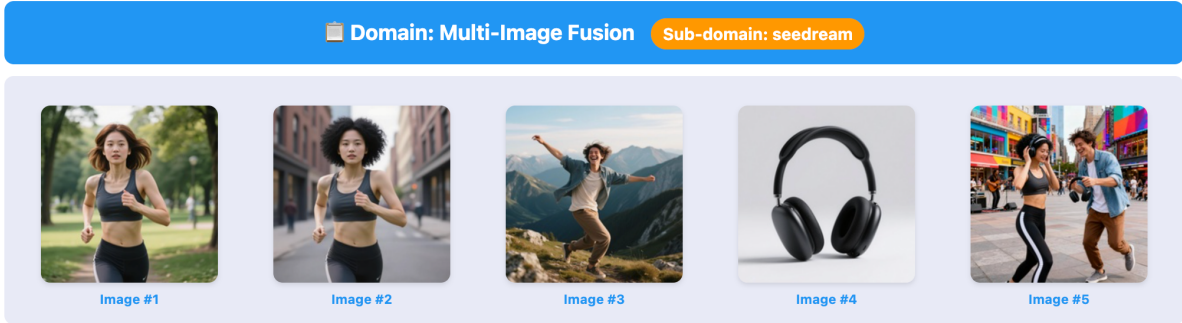 📋 Domain: Multi-Image Fusion Sub-domain: seedream
Image #1
Image #2
Image #3
Image #4
Image #5